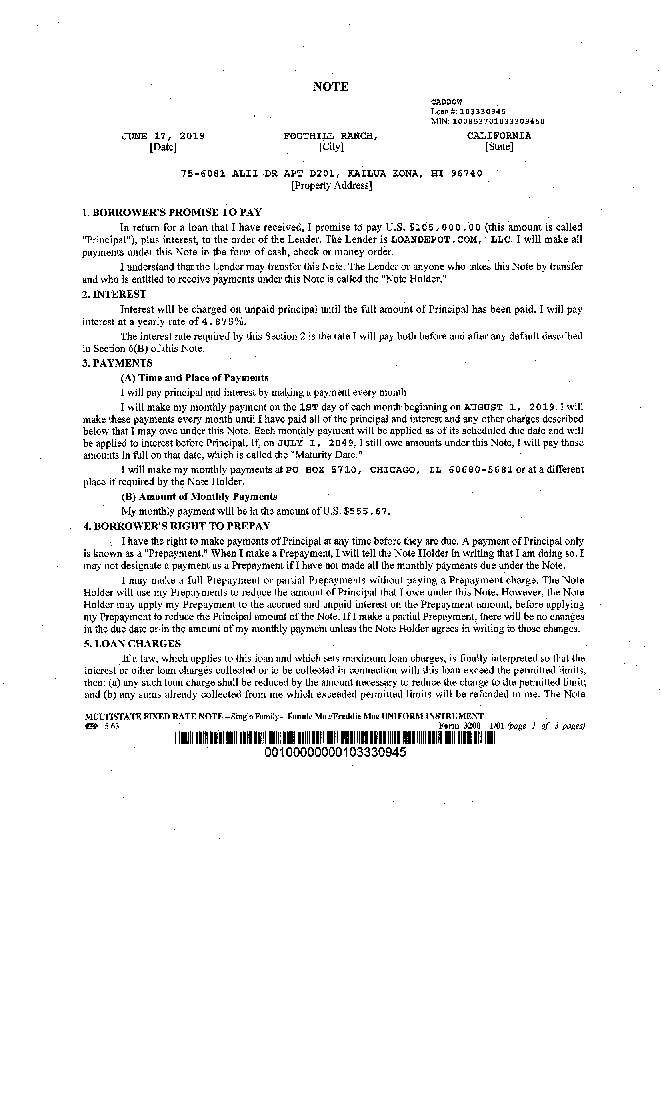 NOTE
CADDOW
Loan #: 103330945
MIN: 100853701033309450
JUNE 17, 2019 FOOTHILL RANCH, CALIFORNIA
[Date] [City] [State]
75-6081 ALII DR APT D201, KAILUA KONA, HI 96740
[Property Address]
1. BORROWER'S PROMISE TO PAY
In return for a loan that I have received, I promise to pay U.S. $105,000.00 (this amount is called
"Principal"), plus interest, to the order of the Lender. The Lender is LOANDEPOT.COM, LLC. I will make all
payments under this Note in the form of cash, check or money order.
I understand that the Lender may transfer this Note. The Lender or anyone who takes this Note by transfer
and who is entitled to receive payments under this Note is called the "Note Holder."
2. INTEREST
Interest will be charged on unpaid principal until the full amount of Principal has been paid. I will pay
interest at a yearly rate of 4.875%.
The interest rate required by this Section 2 is the rate I will pay both before and after any default described
in Section 6(B) of this Note.
3. PAYMENTS
(A) Time and Place of Payments
I will pay principal and interest by making a payment every month
I will make my monthly payment on the 1ST day of each month beginning on AUGUST 1, 2019. I will
make these payments every month until I have paid all of the principal and interest and any other charges described
below that I may owe under this Note. Each monthly payment will be applied as of its scheduled due date and will
be applied to interest before Principal. If, on JULY 1, 2049, I still owe amounts under this Note, I will pay those
amounts in full on that date, which is called the "Maturity Date."
I will make my monthly payments at PO BOX 5710, CHICAGO, IL 60680-5681 or at a different
place if required by the Note Holder.
(B) Amount of Monthly Payments
My monthly payment will be in the amount of U.S. $555.67.
4. BORROWER'S RIGHT TO PREPAY
I have the right to make payments of Principal at any time before they are due. A payment of Principal only
is known as a "Prepayment." When I make a Prepayment, I will tell the Note Holder in writing that I am doing so. I
may not designate a payment as a Prepayment if I have not made all the monthly payments due under the Note.
I may make a full Prepayment or partial Prepayments without paying a Prepayment charge. The Note
Holder will use my Prepayments to reduce the amount of Principal that I owe under this Note. However, the Note
Holder may apply my Prepayment to the accrued and unpaid interest on the Prepayment amount, before applying
my Prepayment to reduce the Principal amount of the Note. If I make a partial Prepayment, there will be no changes
in the due date or in the amount of my monthly payment unless the Note Holder agrees in writing to those changes.
5. LOAN CHARGES
If a law, which applies to this loan and which sets maximum loan charges, is finally interpreted so that the
interest or other loan charges collected or to be collected in connection with this loan exceed the permitted limits,
then: (a) any such loan charge shall be reduced by the amount necessary to reduce the charge to the permitted limit;
and (b) any sums already collected from me which exceeded permitted limits will be refunded to me. The Note
MULTISTATE FIXED RATE NOTE—Single Family— Fannie Mae/Freddie Mac UNIFORM INSTRUMENT
Form 3200 1/01 (page 1 of 3 pages)
00100000000103330945